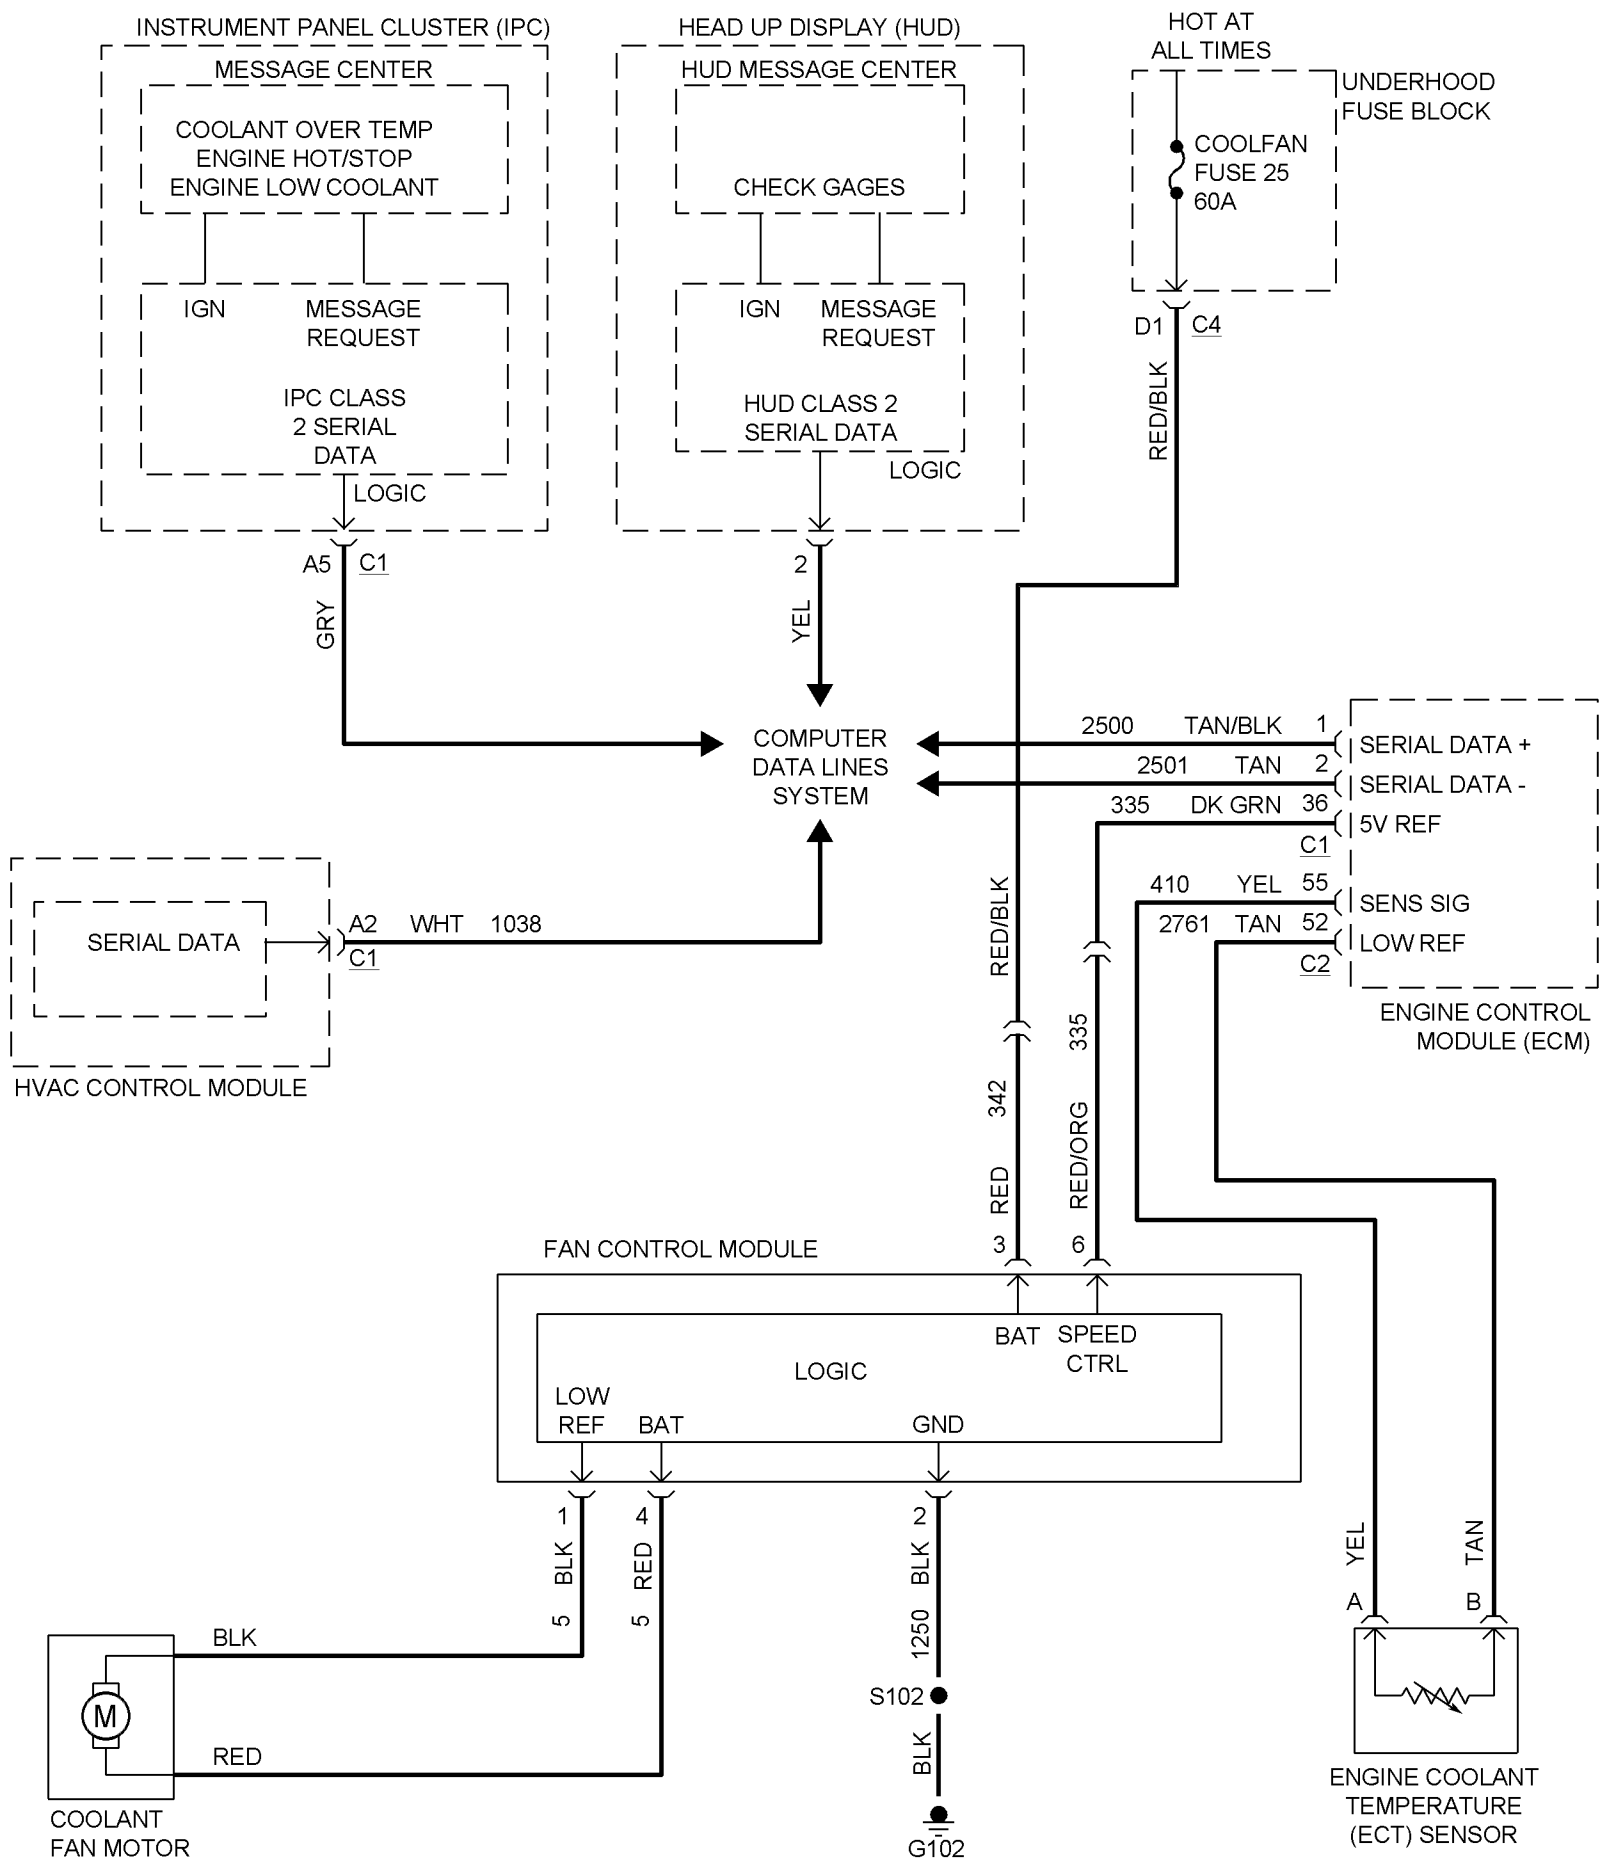 INSTRUMENT PANEL CLUSTER (IPC)
MESSAGE CENTER
COOLANT OVER TEMP
ENGINE HOT/STOP
ENGINE LOW COOLANT
IGN
MESSAGE
REQUEST
IPC CLASS
2 SERIAL
DATA
LOGIC
A5
C1
GRY
HEAD UP DISPLAY (HUD)
HUD MESSAGE CENTER
CHECK GAGES
IGN
MESSAGE
REQUEST
HUD CLASS 2
SERIAL DATA
LOGIC
2
YEL
HOT AT
ALL TIMES
UNDERHOOD
FUSE BLOCK
COOLFAN
FUSE 25
60A
D1
C4
RED/BLK
COMPUTER
DATA LINES
SYSTEM
2500 TAN/BLK 1
SERIAL DATA +
2501 TAN 2
SERIAL DATA -
335 DK GRN 36
5V REF
C1
410 YEL 55
SENS SIG
2761 TAN 52
LOW REF
C2
ENGINE CONTROL
MODULE (ECM)
SERIAL DATA
A2 WHT 1038
C1
HVAC CONTROL MODULE
RED/BLK
342
RED
335
RED/ORG
3
6
FAN CONTROL MODULE
BAT
SPEED
CTRL
LOGIC
LOW
REF
BAT
GND
1
4
2
BLK
5
RED
5
BLK
1250
S102
BLK
G102
BLK
M
RED
COOLANT
FAN MOTOR
YEL
TAN
A
B
ENGINE COOLANT
TEMPERATURE
(ECT) SENSOR